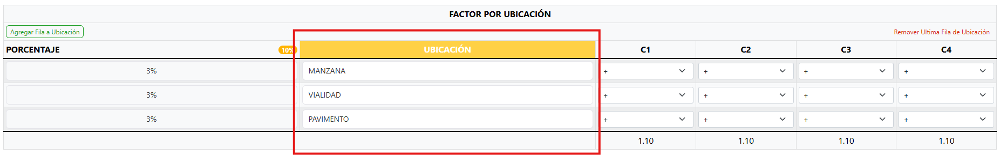 FACTOR POR UBICACIÓN
Agregar Fila a Ubicación Remover Ultima Fila de Ubicación
PORCENTAJE 10% UBICACIÓN C1 C2 C3 C4
3% MANZANA + + + +
3% VIALIDAD + + + +
3% PAVIMENTO + + + +
1.10 1.10 1.10 1.10